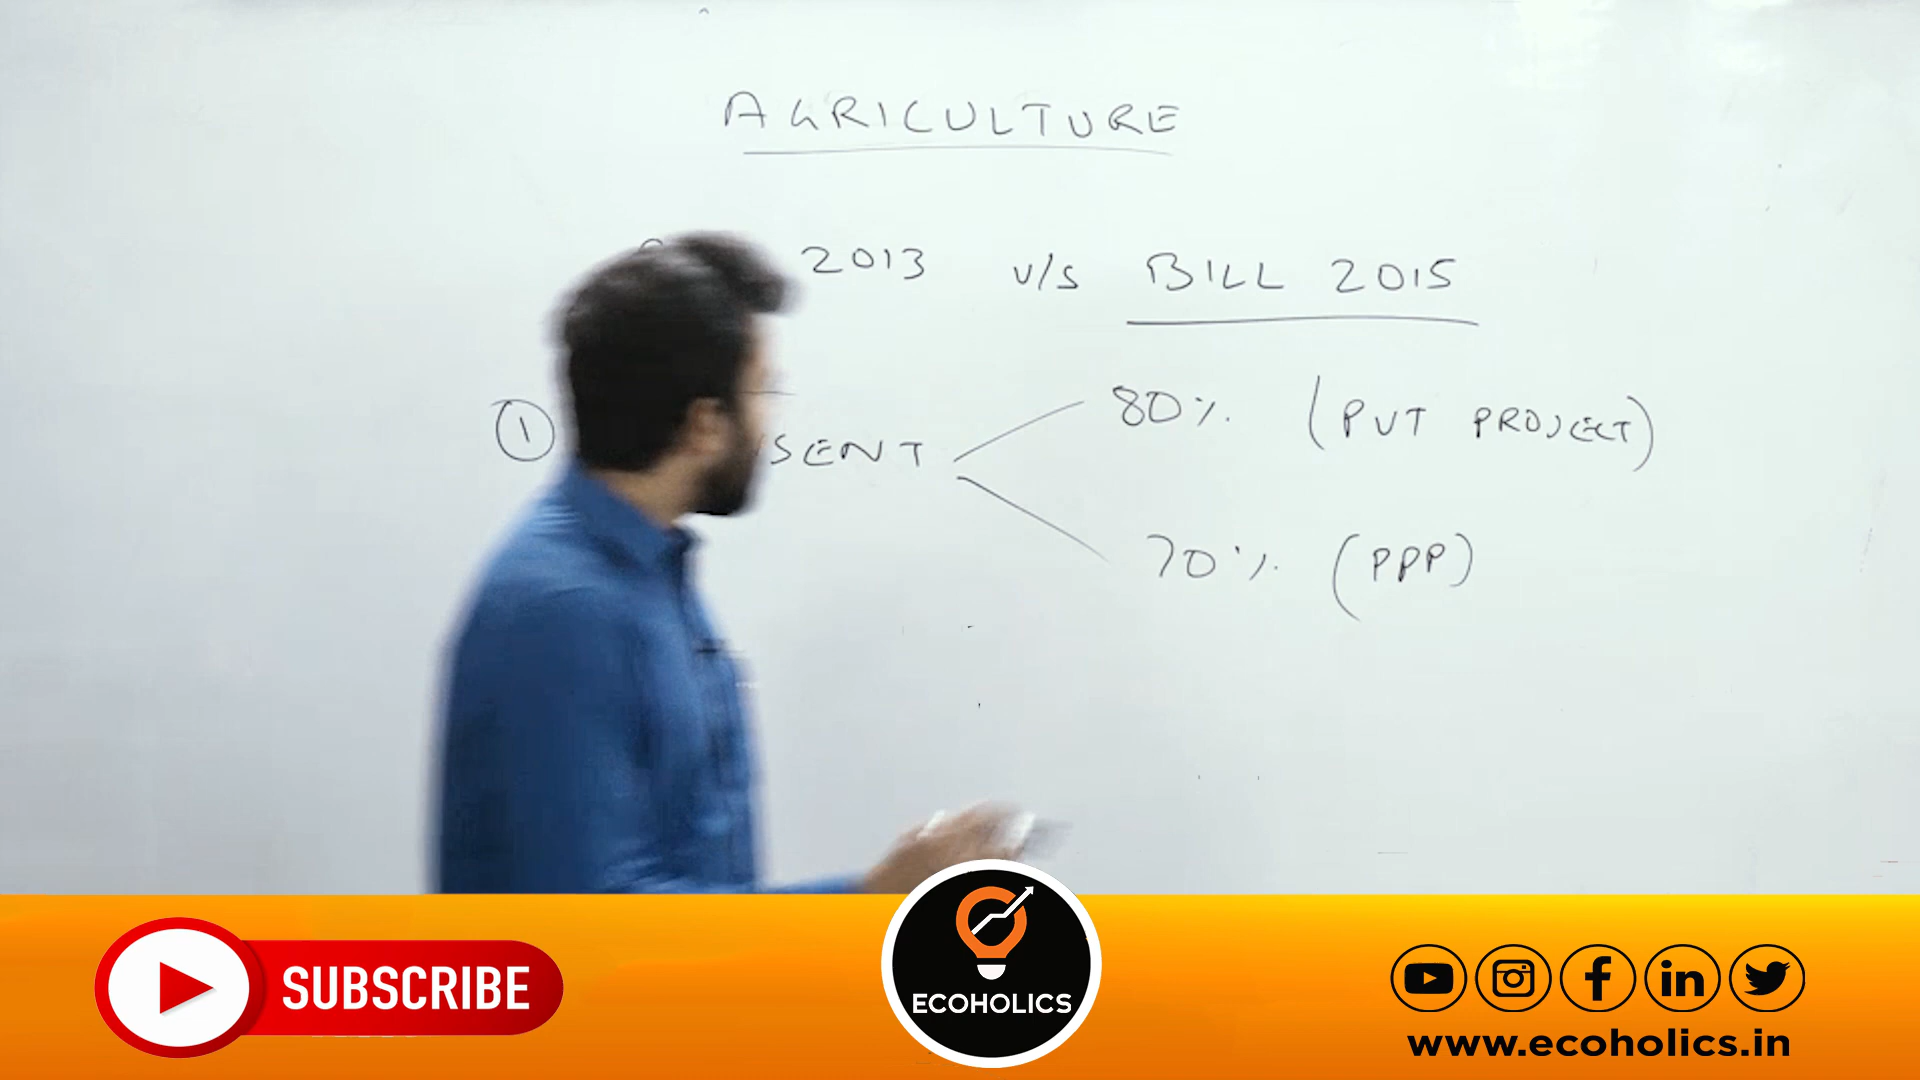 AGRICULTURE
2013 v/s BILL 2015
① SENT
80% (PVT PROJECT)
70% (PPP)
SUBSCRIBE
ECOHOLICS
www.ecoholics.in